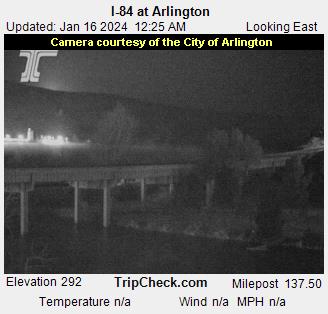 I-84 at Arlington
Updated: Jan 16 2024 12:25 AM Looking East
Camera courtesy of the City of Arlington
Elevation 292 TripCheck.com Milepost 137.50
Temperature n/a Wind n/a MPH n/a